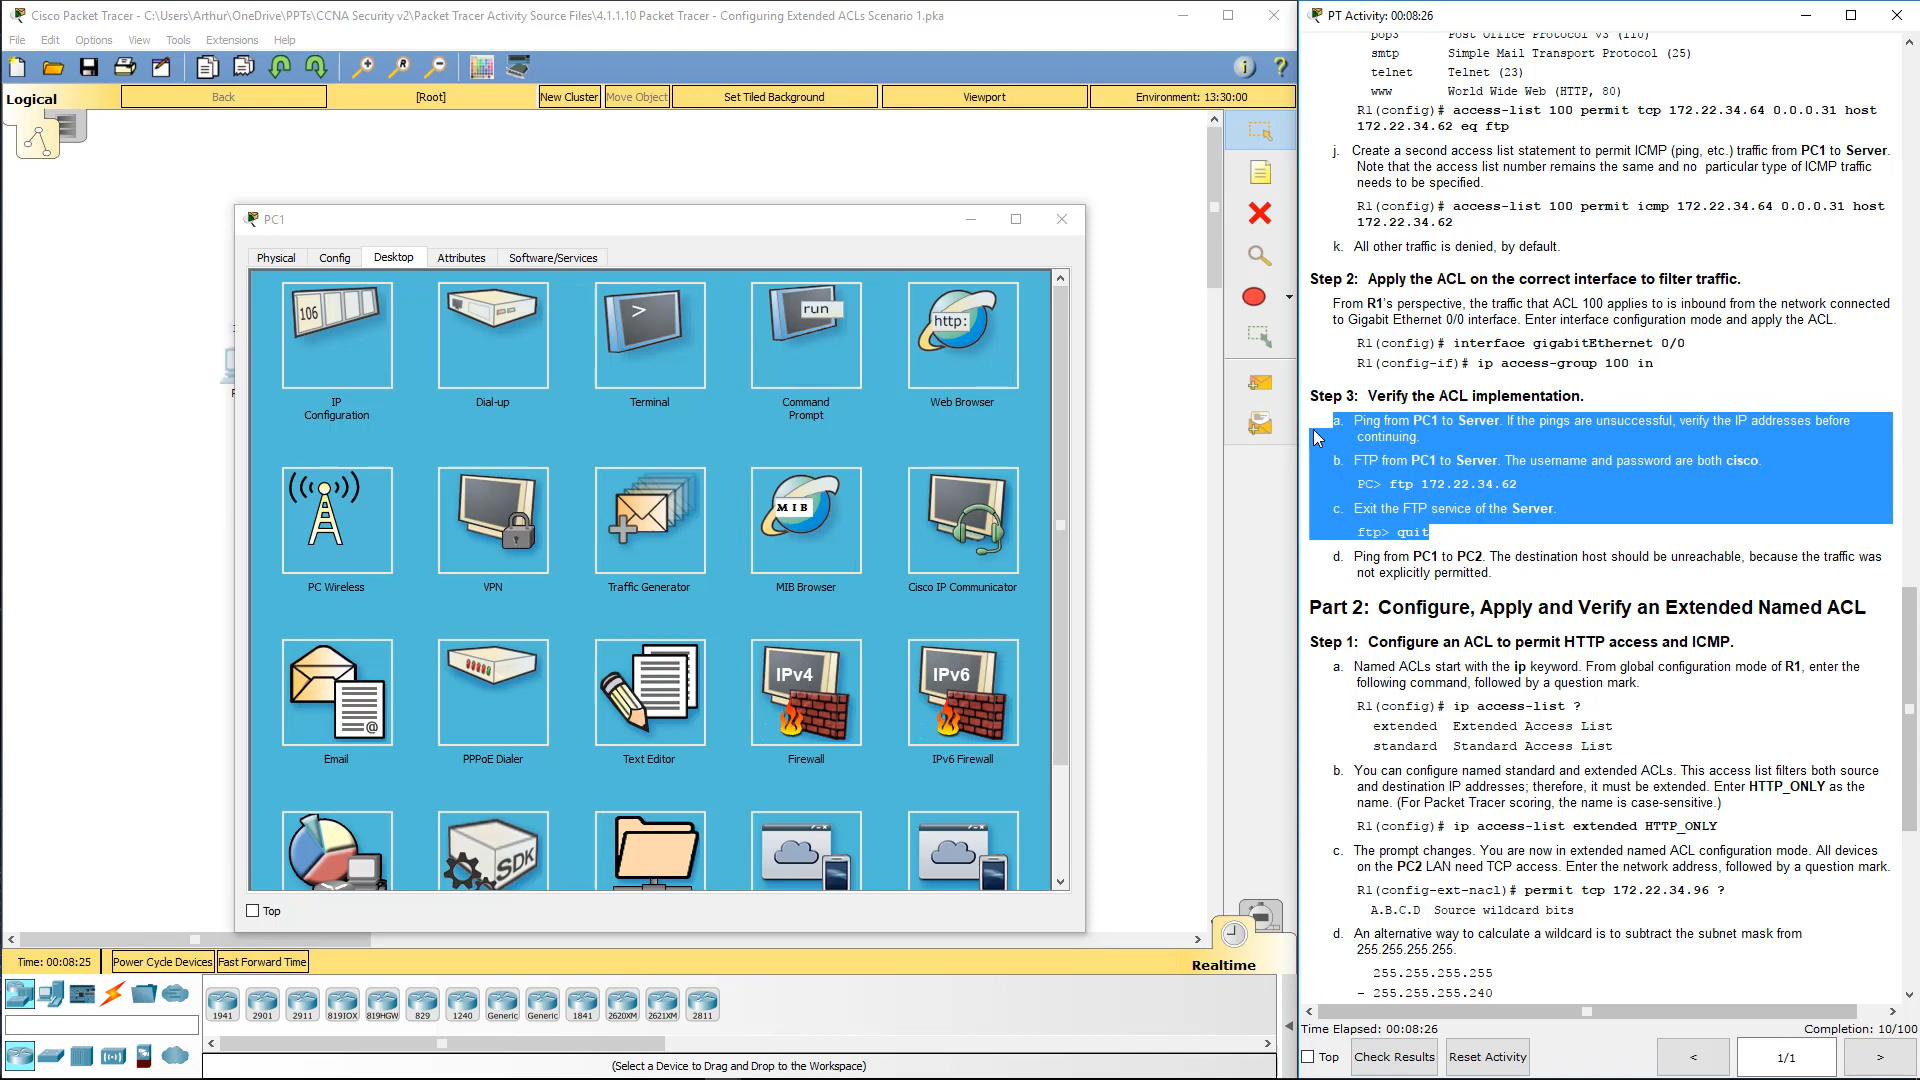 Cisco Packet Tracer - C:\Users\Arthur\OneDrive\PPTs\CCNA Security v2\Packet Tracer Activity Source Files\4.1.1.10 Packet Tracer - Configuring Extended ACLs Scenario 1.pka
File Edit Options View Tools Extensions Help
Logical
Back
[Root]
New Cluster
Move Object
Set Tiled Background
Viewport
Environment: 13:30:00
PC1
Physical
Config
Desktop
Attributes
Software/Services
106
>
run
http:
IP
Configuration
Dial-up
Terminal
Command
Prompt
Web Browser
MIB
PC Wireless
VPN
Traffic Generator
MIB Browser
Cisco IP Communicator
@
IPv4
IPv6
Email
PPPoE Dialer
Text Editor
Firewall
IPv6 Firewall
SDK
Top
Realtime
Time: 00:08:25
Power Cycle Devices
Fast Forward Time
1941
2901
2911
819IOX
819HGW
829
1240
Generic
Generic
1841
2620XM
2621XM
2811
(Select a Device to Drag and Drop to the Workspace)
PT Activity: 00:08:26
pop3 Post Office Protocol v3 (110)
smtp Simple Mail Transport Protocol (25)
telnet Telnet (23)
www World Wide Web (HTTP, 80)
R1(config)# access-list 100 permit tcp 172.22.34.64 0.0.0.31 host
172.22.34.62 eq ftp
j. Create a second access list statement to permit ICMP (ping, etc.) traffic from PC1 to Server.
Note that the access list number remains the same and no particular type of ICMP traffic
needs to be specified.
R1(config)# access-list 100 permit icmp 172.22.34.64 0.0.0.31 host
172.22.34.62
k. All other traffic is denied, by default.
Step 2: Apply the ACL on the correct interface to filter traffic.
From R1's perspective, the traffic that ACL 100 applies to is inbound from the network connected
to Gigabit Ethernet 0/0 interface. Enter interface configuration mode and apply the ACL.
R1(config)# interface gigabitEthernet 0/0
R1(config-if)# ip access-group 100 in
Step 3: Verify the ACL implementation.
a. Ping from PC1 to Server. If the pings are unsuccessful, verify the IP addresses before
continuing.
b. FTP from PC1 to Server. The username and password are both cisco.
PC> ftp 172.22.34.62
c. Exit the FTP service of the Server.
ftp> quit
d. Ping from PC1 to PC2. The destination host should be unreachable, because the traffic was
not explicitly permitted.
Part 2: Configure, Apply and Verify an Extended Named ACL
Step 1: Configure an ACL to permit HTTP access and ICMP.
a. Named ACLs start with the ip keyword. From global configuration mode of R1, enter the
following command, followed by a question mark.
R1(config)# ip access-list ?
extended Extended Access List
standard Standard Access List
b. You can configure named standard and extended ACLs. This access list filters both source
and destination IP addresses; therefore, it must be extended. Enter HTTP_ONLY as the
name. (For Packet Tracer scoring, the name is case-sensitive.)
R1(config)# ip access-list extended HTTP_ONLY
c. The prompt changes. You are now in extended named ACL configuration mode. All devices
on the PC2 LAN need TCP access. Enter the network address, followed by a question mark.
R1(config-ext-nacl)# permit tcp 172.22.34.96 ?
A.B.C.D Source wildcard bits
d. An alternative way to calculate a wildcard is to subtract the subnet mask from
255.255.255.255.
255.255.255.255
- 255.255.255.240
Time Elapsed: 00:08:26
Completion: 10/100
Top
Check Results
Reset Activity
<
1/1
>